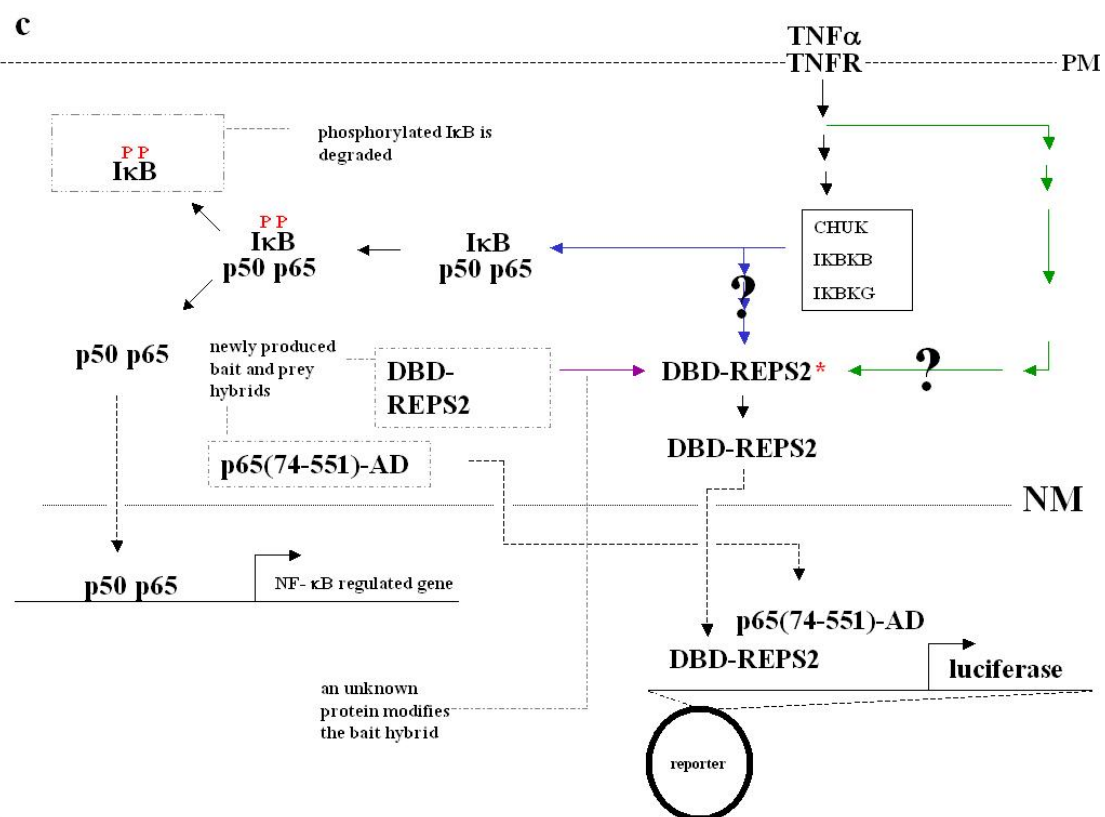 c
TNFα
TNFR
PM
phosphorylated IκB is
degraded
P P
IκB
P P
IκB
p50 p65
IκB
p50 p65
CHUK
IKBKB
IKBKG
?
p50 p65
newly produced
bait and prey
hybrids
DBD-
REPS2
DBD-REPS2*
?
p65(74-551)-AD
DBD-REPS2
NM
p50 p65
NF- κB regulated gene
p65(74-551)-AD
DBD-REPS2
luciferase
an unknown
protein modifies
the bait hybrid
reporter